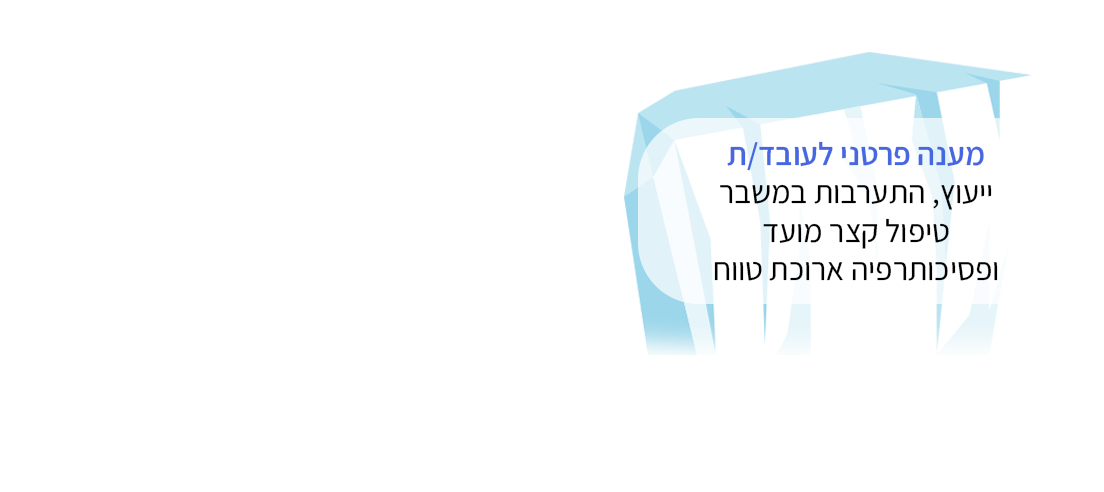 מענה פרטני לעובד/ת
ייעוץ, התערבות במשבר
טיפול קצר מועד
ופסיכותרפיה ארוכת טווח